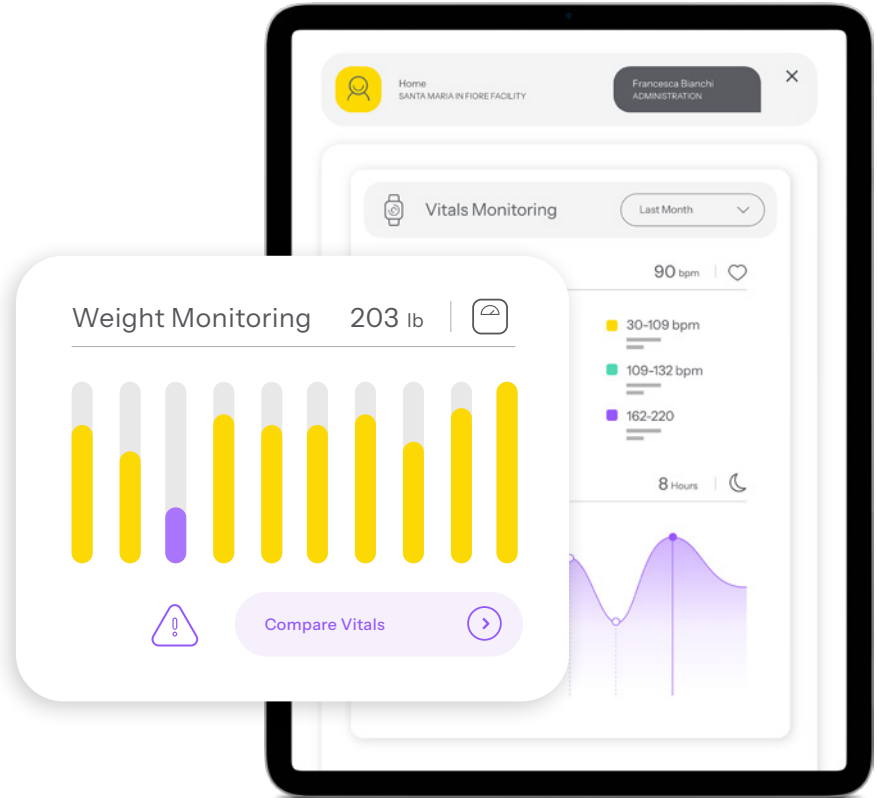 Home
SANTA MARIA IN FIORE FACILITY
Francesca Bianchi
ADMINISTRATION
Vitals Monitoring
Last Month
90 bpm
30-109 bpm
109-132 bpm
162-220
8 Hours
Weight Monitoring 203 lb
Compare Vitals